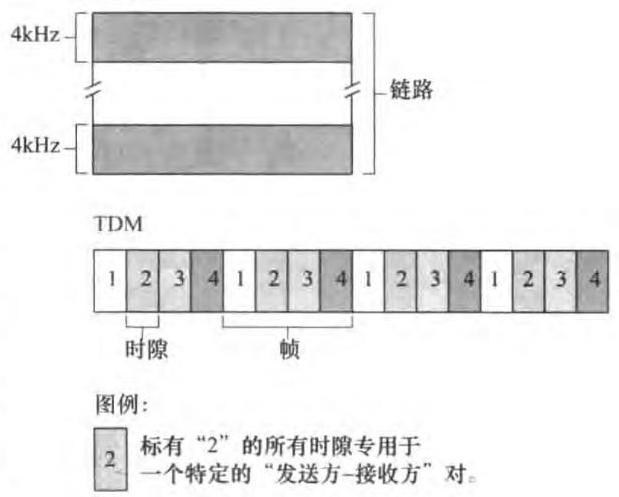 4kHz
链路
4kHz
TDM
1 2 3 4 1 2 3 4 1 2 3 4 1 2 3 4
时隙 帧
图例：
2 标有“2”的所有时隙专用于
一个特定的“发送方-接收方”对。